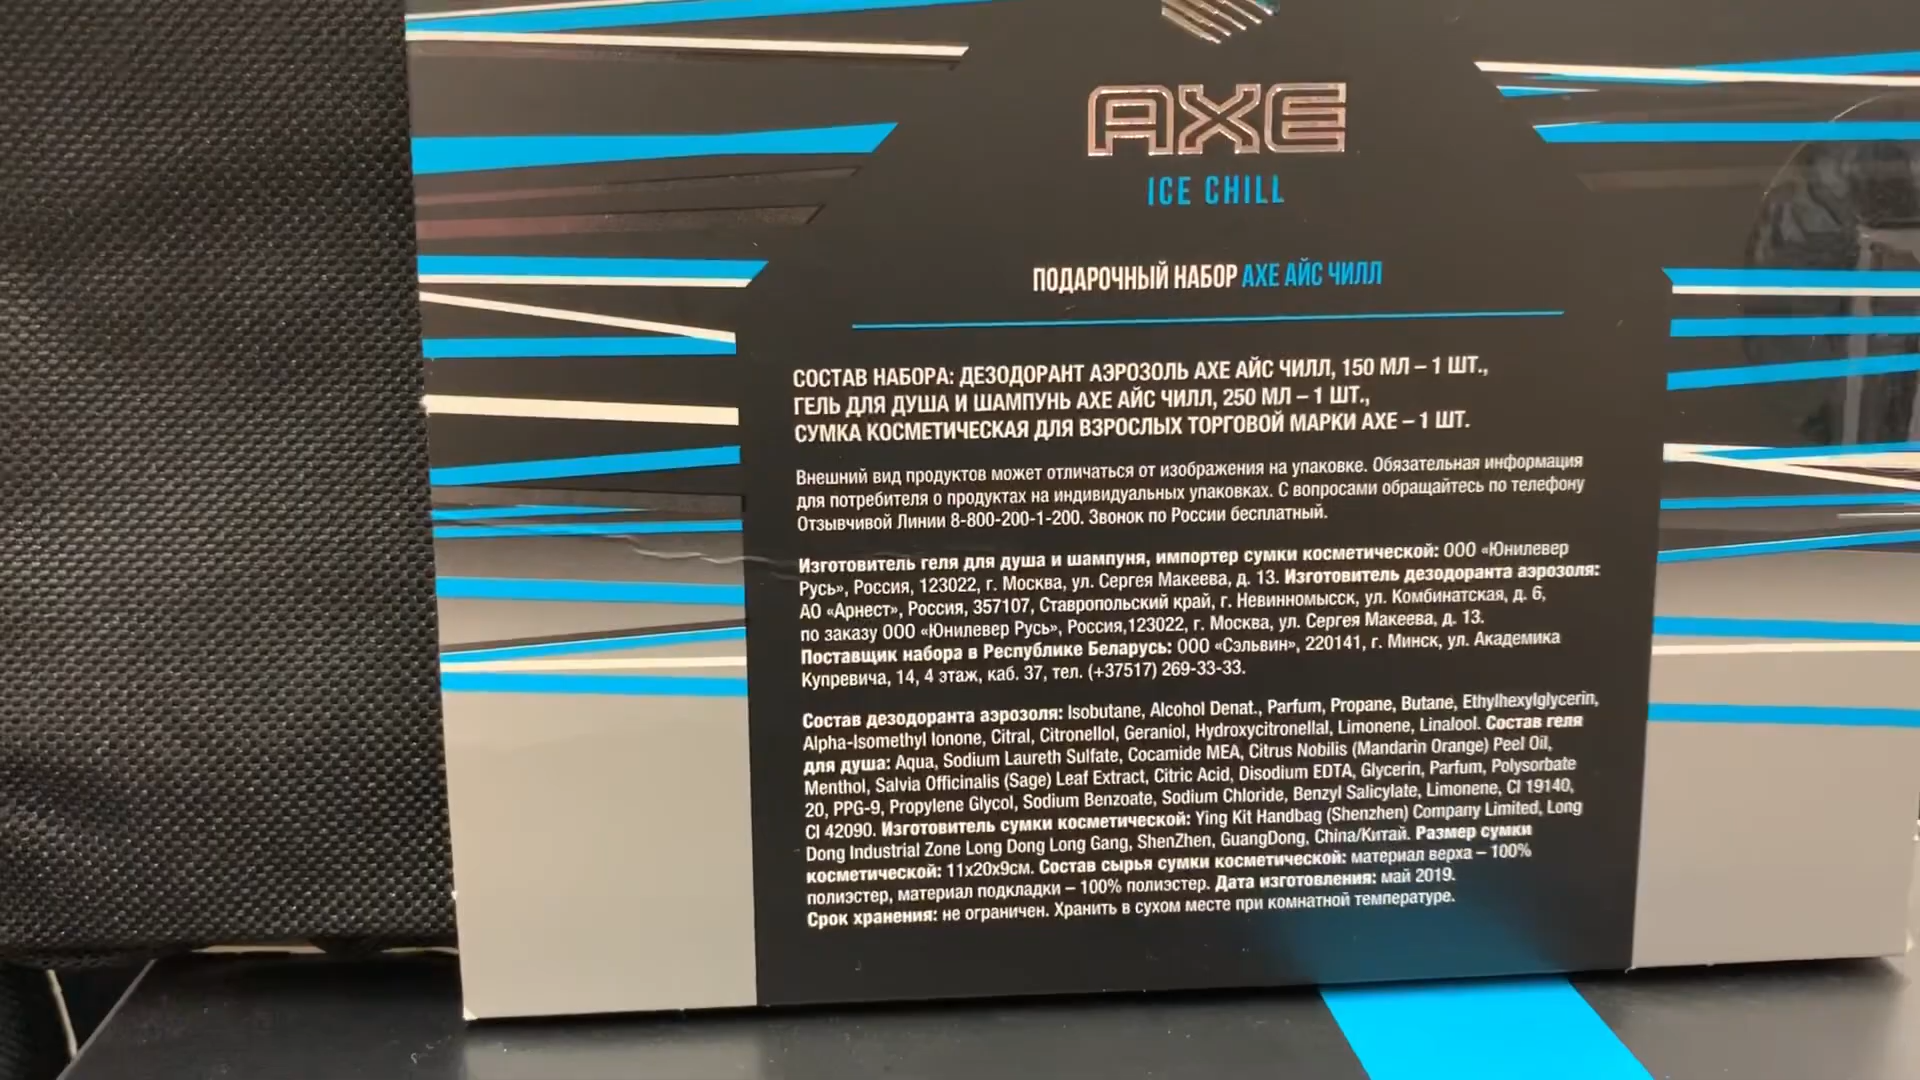 AXE
ICE CHILL
ПОДАРОЧНЫЙ НАБОР АХЕ АЙС ЧИЛЛ
СОСТАВ НАБОРА: ДЕЗОДОРАНТ АЭРОЗОЛЬ АХЕ АЙС ЧИЛЛ, 150 МЛ – 1 ШТ.,
ГЕЛЬ ДЛЯ ДУША И ШАМПУНЬ АХЕ АЙС ЧИЛЛ, 250 МЛ – 1 ШТ.,
СУМКА КОСМЕТИЧЕСКАЯ ДЛЯ ВЗРОСЛЫХ ТОРГОВОЙ МАРКИ АХЕ – 1 ШТ.
Внешний вид продуктов может отличаться от изображения на упаковке. Обязательная информация
для потребителя о продуктах на индивидуальных упаковках. С вопросами обращайтесь по телефону
Отзывчивой Линии 8-800-200-1-200. Звонок по России бесплатный.
Изготовитель геля для душа и шампуня, импортер сумки косметической: ООО «Юнилевер
Русь», Россия, 123022, г. Москва, ул. Сергея Макеева, д. 13. Изготовитель дезодоранта аэрозоля:
АО «Арнест», Россия, 357107, Ставропольский край, г. Невинномысск, ул. Комбинатская, д. 6,
по заказу ООО «Юнилевер Русь», Россия,123022, г. Москва, ул. Сергея Макеева, д. 13.
Поставщик набора в Республике Беларусь: ООО «Сэльвин», 220141, г. Минск, ул. Академика
Купревича, 14, 4 этаж, каб. 37, тел. (+37517) 269-33-33.
Состав дезодоранта аэрозоля: Isobutane, Alcohol Denat., Parfum, Propane, Butane, Ethylhexylglycerin,
Alpha-Isomethyl Ionone, Citral, Citronellol, Geraniol, Hydroxycitronellal, Limonene, Linalool. Состав геля
для душа: Aqua, Sodium Laureth Sulfate, Cocamide MEA, Citrus Nobilis (Mandarin Orange) Peel Oil,
Menthol, Salvia Officinalis (Sage) Leaf Extract, Citric Acid, Disodium EDTA, Glycerin, Parfum, Polysorbate
20, PPG-9, Propylene Glycol, Sodium Benzoate, Sodium Chloride, Benzyl Salicylate, Limonene, CI 19140,
CI 42090. Изготовитель сумки косметической: Ying Kit Handbag (Shenzhen) Company Limited, Long
Dong Industrial Zone Long Dong Long Gang, ShenZhen, GuangDong, China/Китай. Размер сумки
косметической: 11x20x9см. Состав сырья сумки косметической: материал верха – 100%
полиэстер, материал подкладки – 100% полиэстер. Дата изготовления: май 2019.
Срок хранения: не ограничен. Хранить в сухом месте при комнатной температуре.